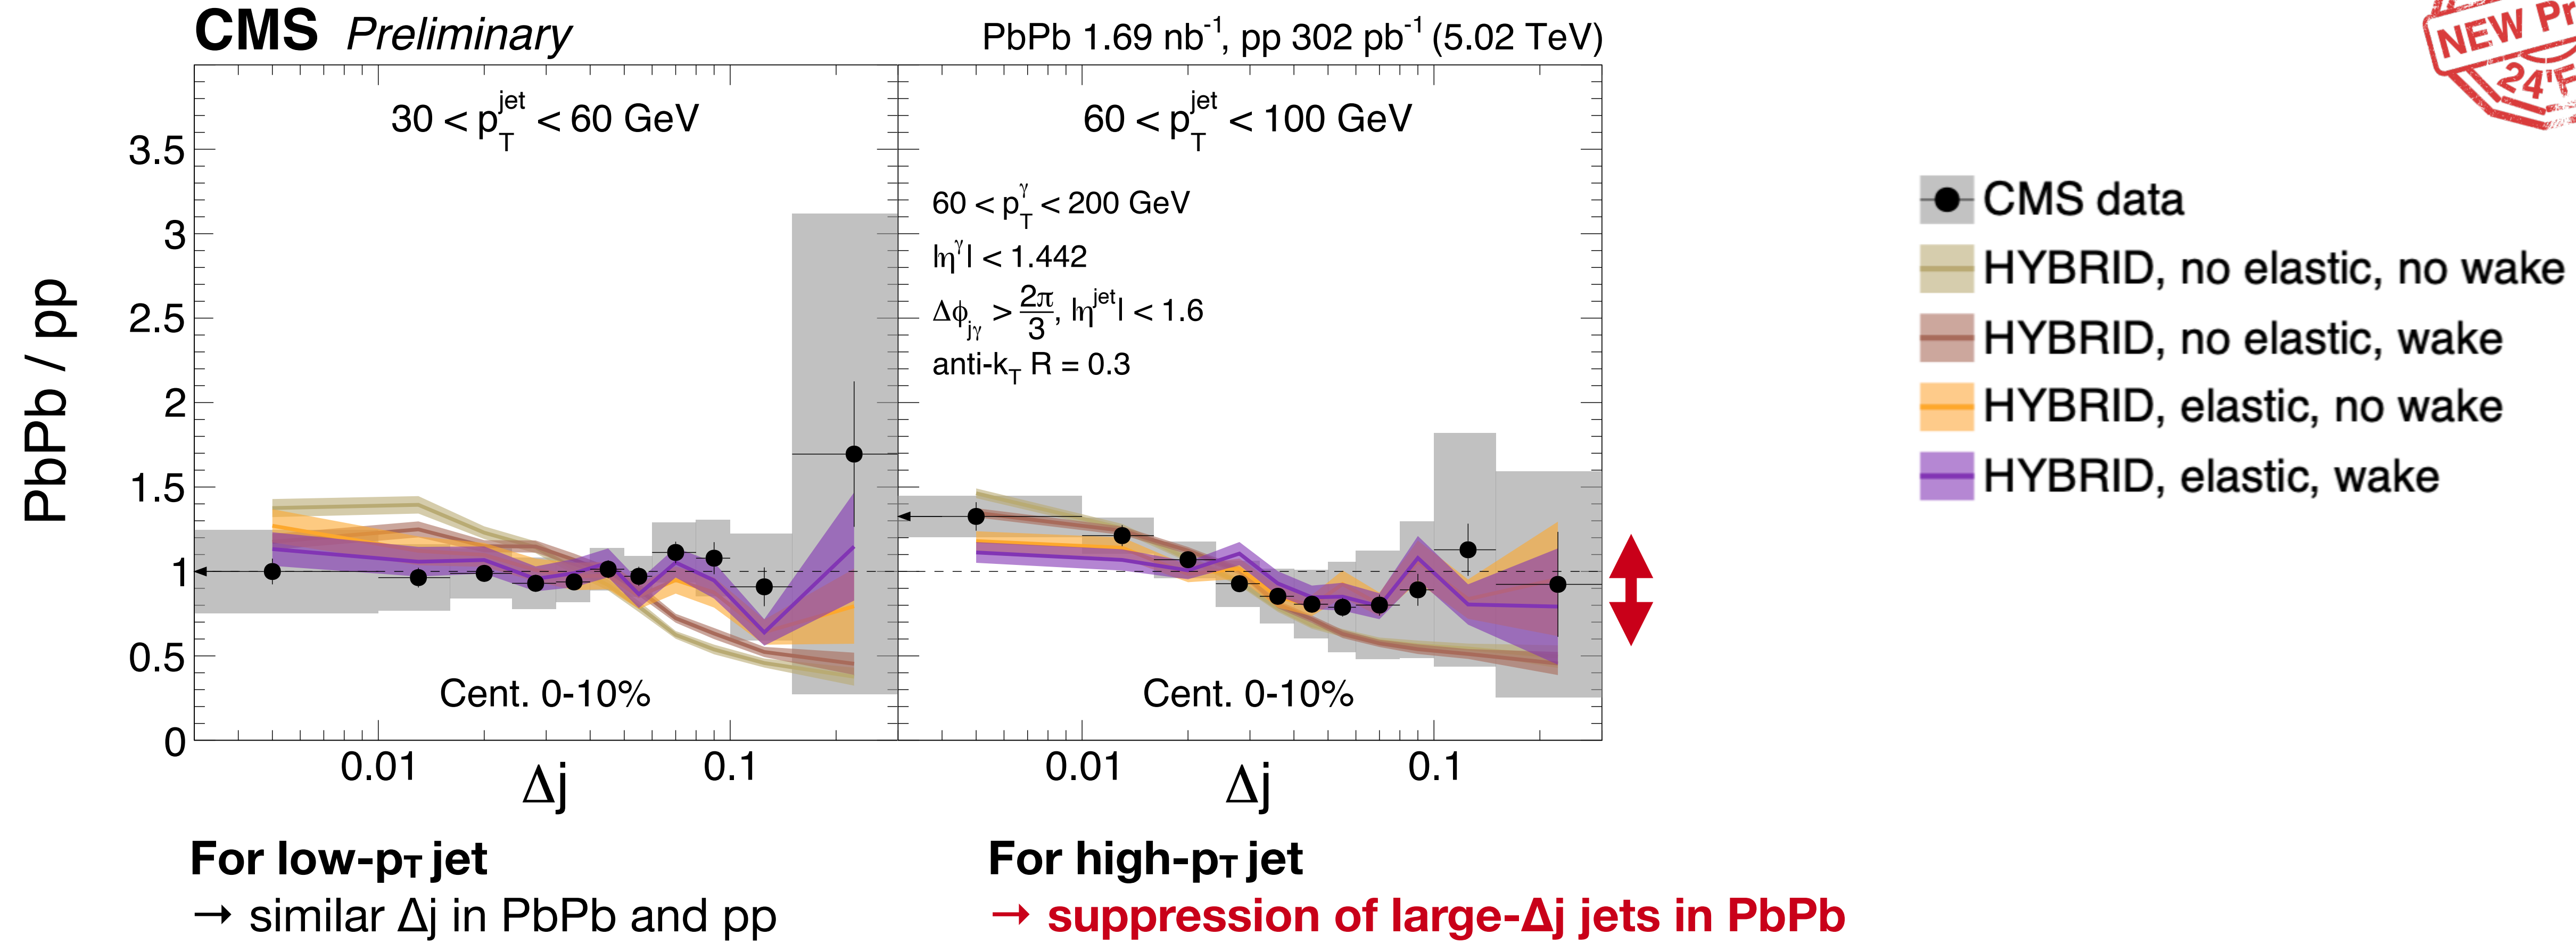 CMS Preliminary
PbPb 1.69 nb⁻¹, pp 302 pb⁻¹ (5.02 TeV)
NEW Pr
24'F
PbPb / pp
3.5
3
2.5
2
1.5
1
0.5
0
30 < p_T^jet < 60 GeV
Cent. 0-10%
0.01
0.1
Δj
60 < p_T^jet < 100 GeV
60 < p_T^γ < 200 GeV
|η^γ| < 1.442
Δϕ_jγ > 2π/3, |η^jet| < 1.6
anti-k_T R = 0.3
Cent. 0-10%
0.01
0.1
Δj
CMS data
HYBRID, no elastic, no wake
HYBRID, no elastic, wake
HYBRID, elastic, no wake
HYBRID, elastic, wake
For low-p_T jet
→ similar Δj in PbPb and pp
For high-p_T jet
→ suppression of large-Δj jets in PbPb